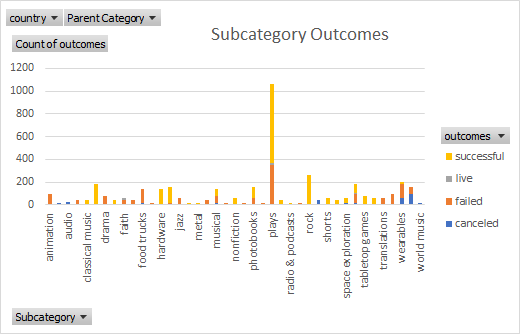 country Parent Category
Subcategory Outcomes
Count of outcomes
1200
1000
800
600
400
200
0
animation
audio
classical music
drama
faith
food trucks
hardware
jazz
metal
musical
nonfiction
photobooks
plays
radio & podcasts
rock
shorts
space exploration
tabletop games
translations
wearables
world music
outcomes
successful
live
failed
canceled
Subcategory